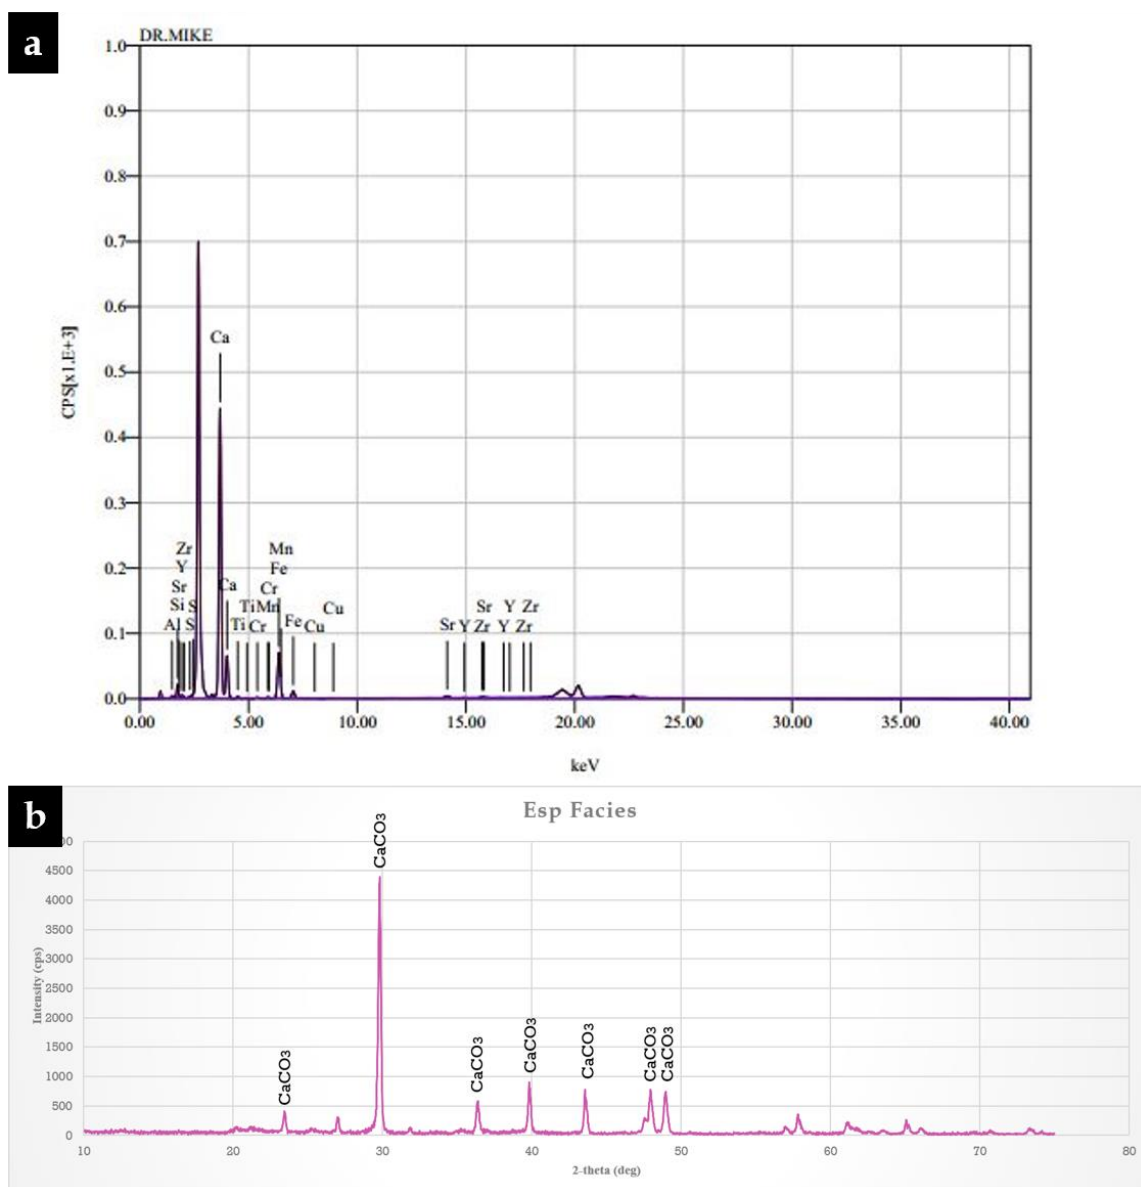 a
DR.MIKE
1.0
0.9
0.8
0.7
0.6
0.5
0.4
0.3
0.2
0.1
0.0
CPS[x1.E+3]
Ca
Zr
Y
Sr
Si S
Al S
Ca
Mn
Fe
Cr
Ti Mn
Ti Cr
Fe
Cu
Cu
Sr Y Zr
Sr Y Zr
Y Zr
0.00 5.00 10.00 15.00 20.00 25.00 30.00 35.00 40.00
keV
b
Esp Facies
4500
4000
3500
3000
2500
2000
1500
1000
500
0
Intensity (cps)
CaCO3
CaCO3
CaCO3
CaCO3
CaCO3
CaCO3
CaCO3
10 20 30 40 50 60 70 80
2-theta (deg)